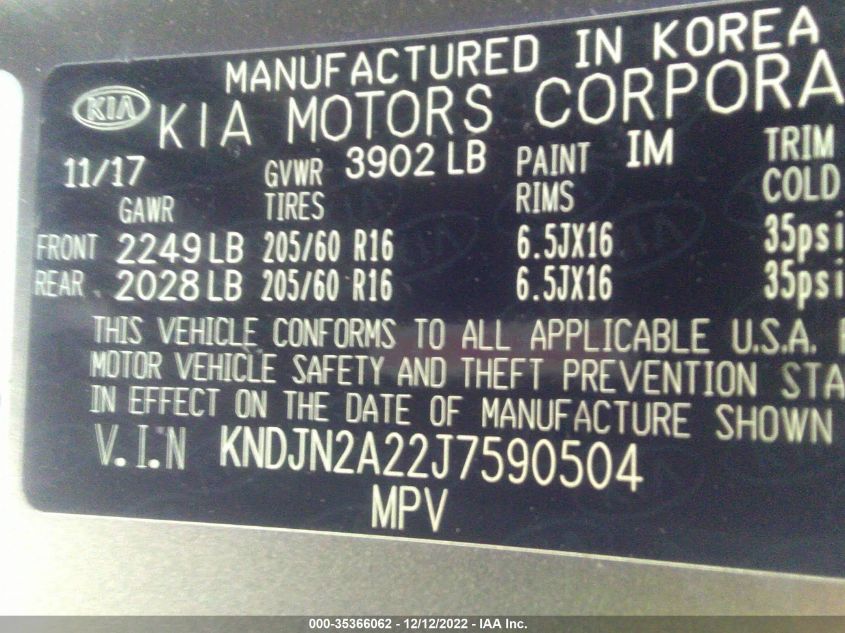 MANUFACTURED IN KOREA
KIA KIA MOTORS CORPORA
11/17 GVWR 3902 LB PAINT IM TRIM
GAWR TIRES RIMS COLD
FRONT 2249 LB 205/60 R16 6.5JX16 35psi
REAR 2028 LB 205/60 R16 6.5JX16 35psi
THIS VEHICLE CONFORMS TO ALL APPLICABLE U.S.A.
MOTOR VEHICLE SAFETY AND THEFT PREVENTION STA
IN EFFECT ON THE DATE OF MANUFACTURE SHOWN
V.I.N KNDJN2A22J7590504
MPV
000-35366062 - 12/12/2022 - IAA Inc.